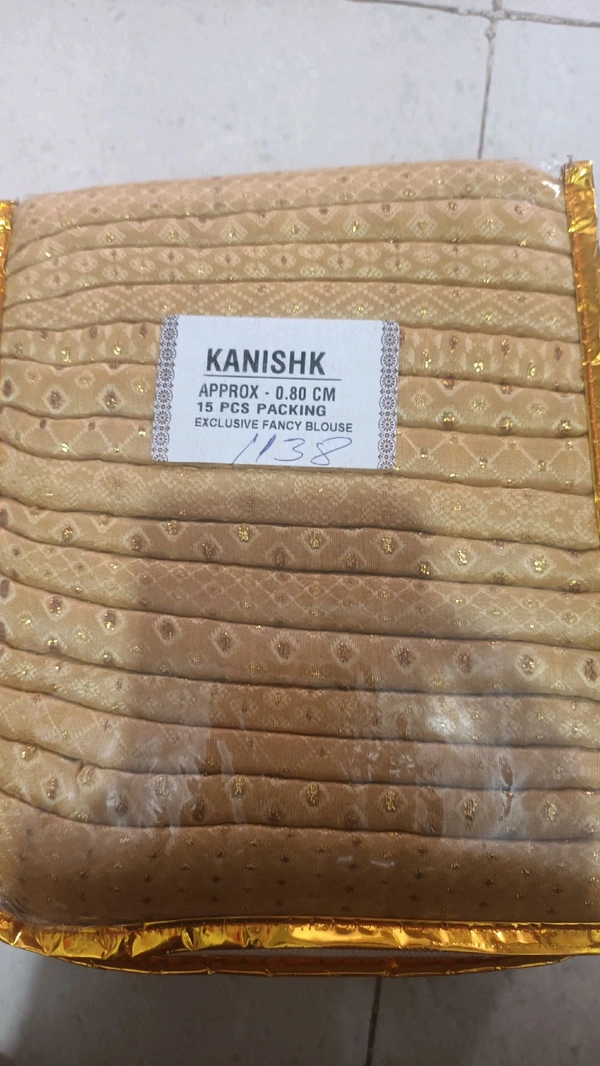 KANISHK
APPROX - 0.80 CM
15 PCS PACKING
EXCLUSIVE FANCY BLOUSE
1138